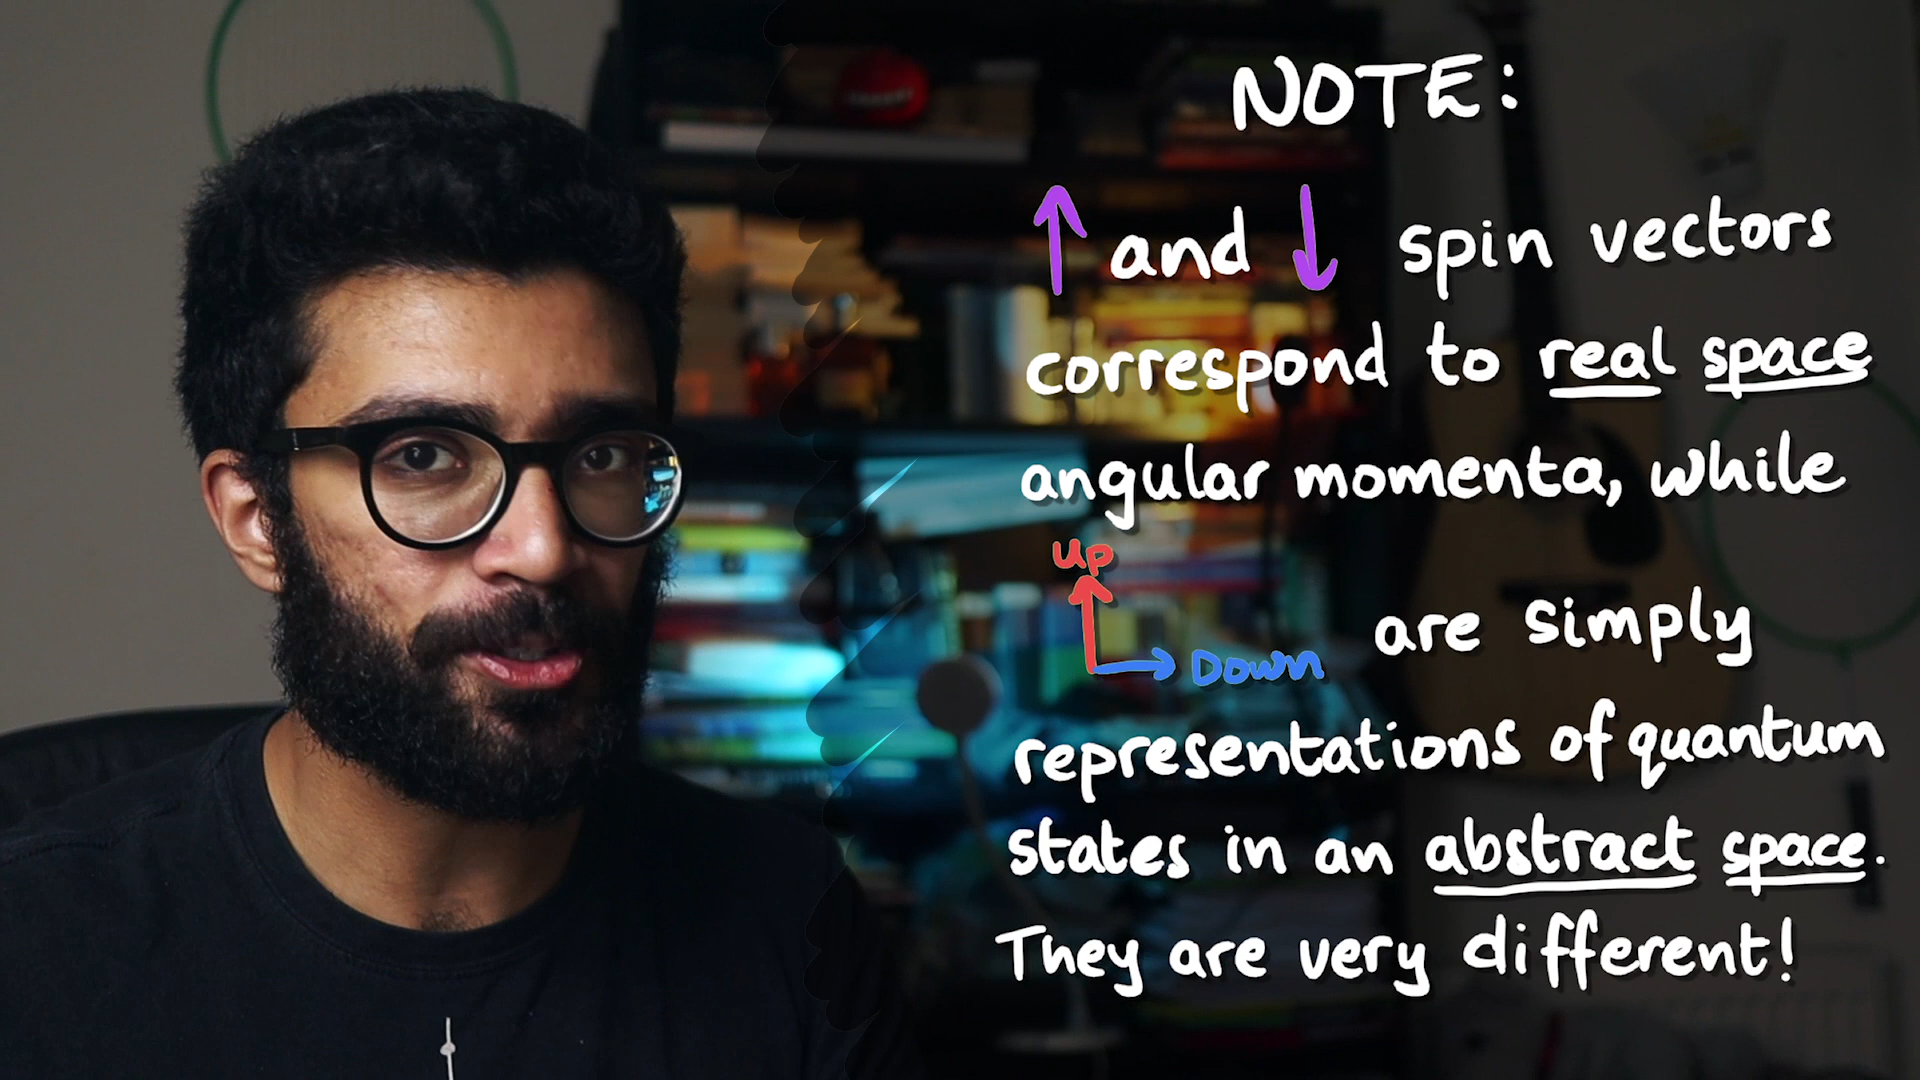 NOTE:
↑ and ↓ spin vectors
correspond to real space
angular momenta, while
Up
Down are simply
representations of quantum
states in an abstract space.
They are very different!